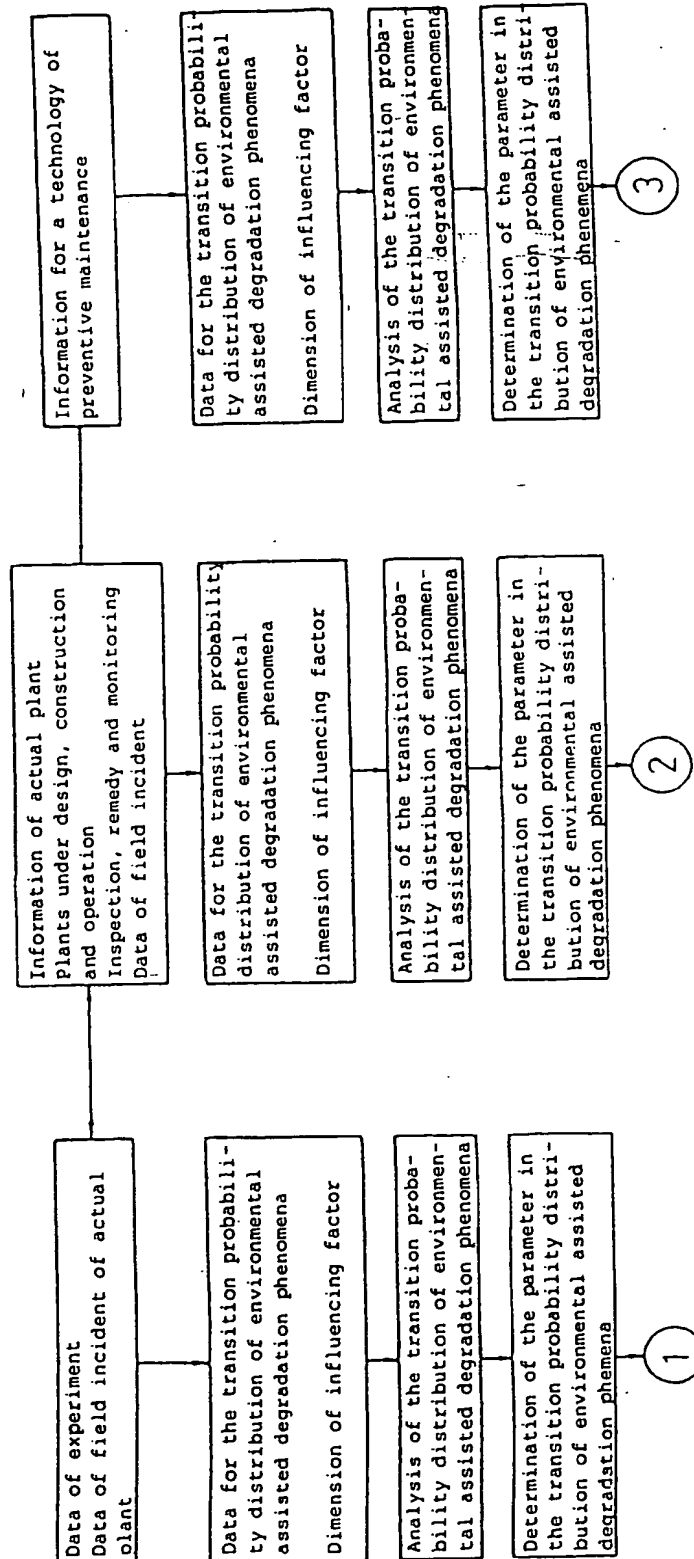 Data of experiment
Data of field incident of actual
plant
Data for the transition probabili-
ty distribution of environmental
assisted degradation phenomena
Dimension of influencing factor
Analysis of the transition proba-
bility distribution of environmen-
tal assisted degradation phenomena
Determination of the parameter in
the transition probability distri-
bution of environmental assisted
degradation phemena
1
Information of actual plant
Plants under design, construction
and operation
Inspection, remedy and monitoring
Data of field incident
Data for the transition probability
distribution of environmental
assisted degradation phenomena
Dimension of influencing factor
Analysis of the transition proba-
bility distribution of environmen-
tal assisted degradation phenomena
Determination of the parameter in
the transition probability distri-
bution of environmental assisted
degradation phenomena
2
Information for a technology of
preventive maintenance
Data for the transition probabili-
ty distribution of environmental
assisted degradation phenomena
Dimension of influencing factor
Analysis of the transition proba-
bility distribution of environmen-
tal assisted degradation phenomena
Determination of the parameter in
the transition probability distri-
bution of environmental assisted
degradation phenemena
3